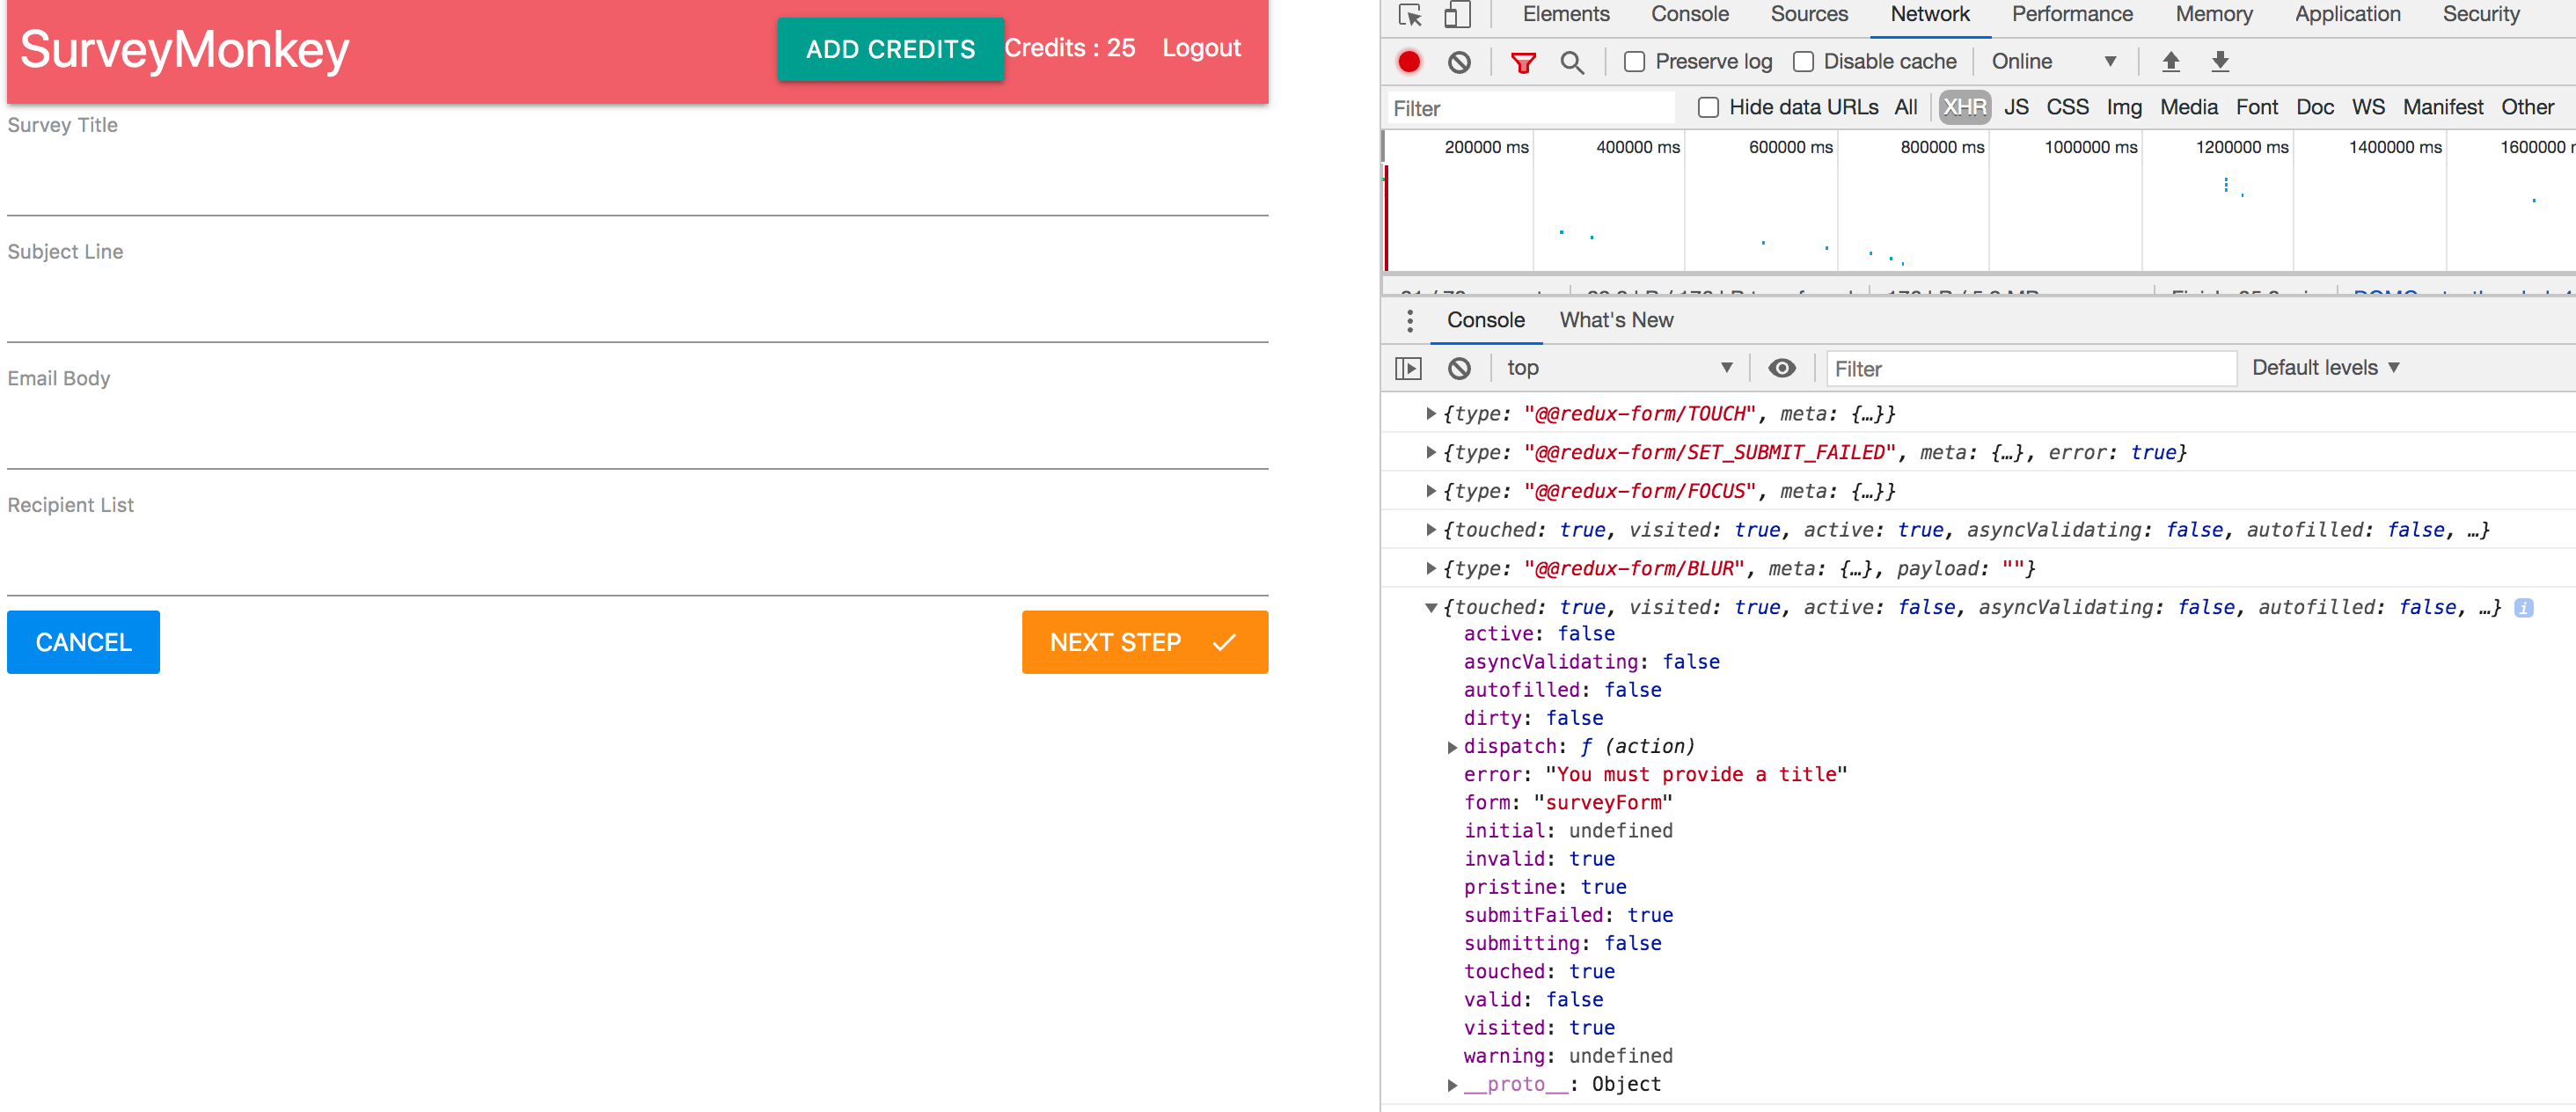 SurveyMonkey
ADD CREDITS
Credits : 25
Logout
Survey Title
Subject Line
Email Body
Recipient List
CANCEL
NEXT STEP
Elements Console Sources Network Performance Memory Application Security
Preserve log Disable cache Online
Filter Hide data URLs All XHR JS CSS Img Media Font Doc WS Manifest Other
200000 ms 400000 ms 600000 ms 800000 ms 1000000 ms 1200000 ms 1400000 ms 1600000
Console What's New
top Filter Default levels
{type: "@@redux-form/TOUCH", meta: {…}}
{type: "@@redux-form/SET_SUBMIT_FAILED", meta: {…}, error: true}
{type: "@@redux-form/FOCUS", meta: {…}}
{touched: true, visited: true, active: true, asyncValidating: false, autofilled: false, …}
{type: "@@redux-form/BLUR", meta: {…}, payload: ""}
{touched: true, visited: true, active: false, asyncValidating: false, autofilled: false, …} i
active: false
asyncValidating: false
autofilled: false
dirty: false
dispatch: ƒ (action)
error: "You must provide a title"
form: "surveyForm"
initial: undefined
invalid: true
pristine: true
submitFailed: true
submitting: false
touched: true
valid: false
visited: true
warning: undefined
__proto__: Object